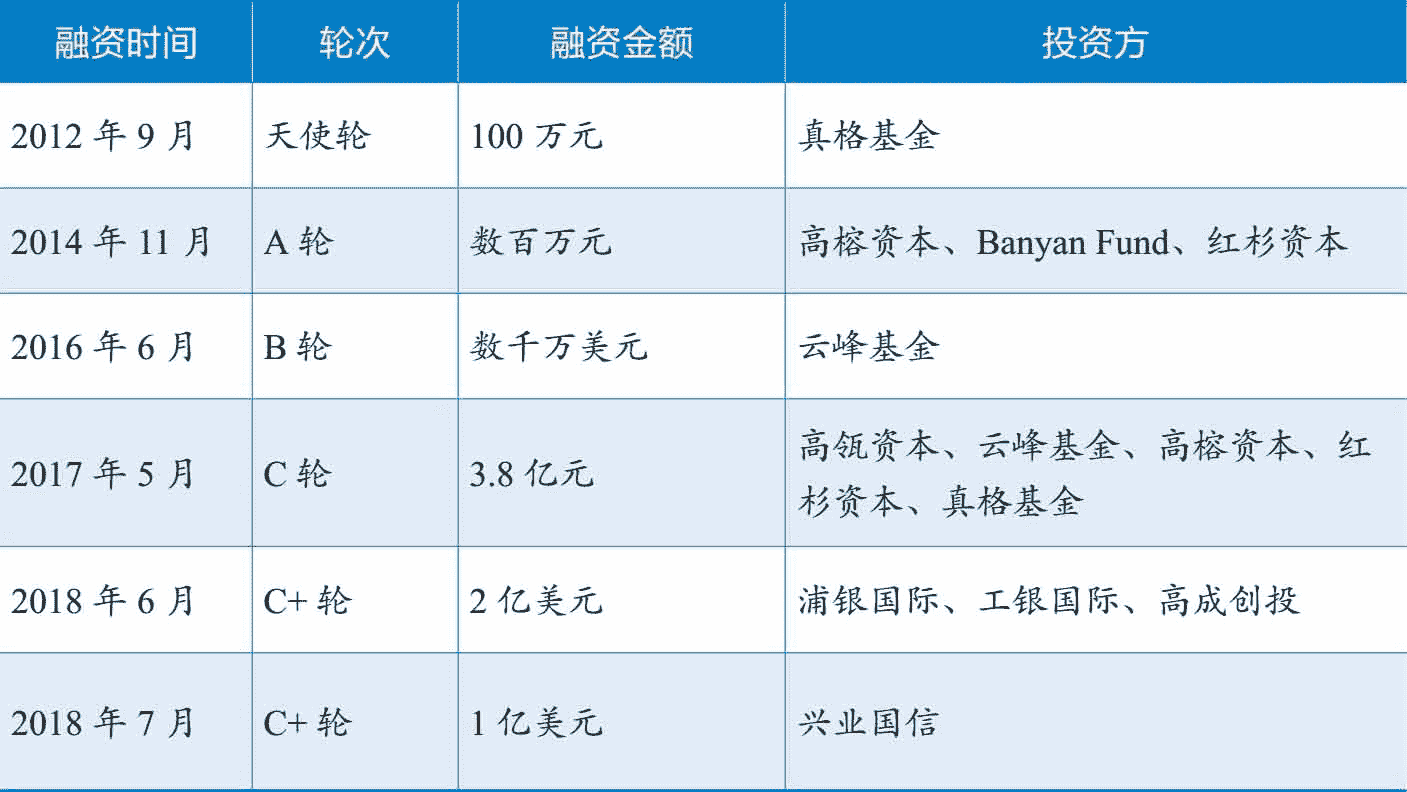 融资时间 轮次 融资金额 投资方
2012 年 9 月 天使轮 100 万元 真格基金
2014 年 11 月 A 轮 数百万元 高榕资本、Banyan Fund、红杉资本
2016 年 6 月 B 轮 数千万美元 云峰基金
2017 年 5 月 C 轮 3.8 亿元 高瓴资本、云峰基金、高榕资本、红
杉资本、真格基金
2018 年 6 月 C+ 轮 2 亿美元 浦银国际、工银国际、高成创投
2018 年 7 月 C+ 轮 1 亿美元 兴业国信